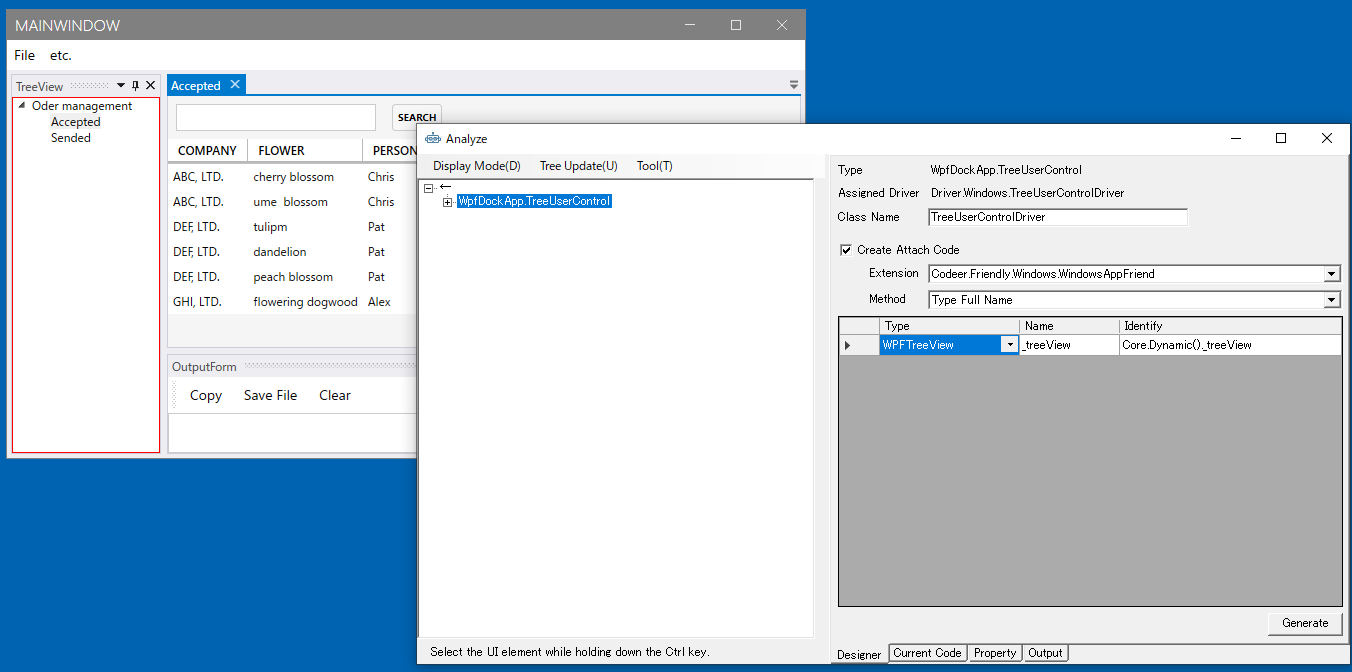 MAINWINDOW
File etc.
TreeView
Oder management
Accepted
Sended
Accepted
SEARCH
COMPANY FLOWER PERSON
ABC, LTD. cherry blossom Chris
ABC, LTD. ume blossom Chris
DEF, LTD. tulipm Pat
DEF, LTD. dandelion Pat
DEF, LTD. peach blossom Pat
GHI, LTD. flowering dogwood Alex
OutputForm
Copy Save File Clear
Analyze
Display Mode(D) Tree Update(U) Tool(T)
WpfDockApp.TreeUserControl
Type WpfDockApp.TreeUserControl
Assigned Driver Driver.Windows.TreeUserControlDriver
Class Name TreeUserControlDriver
Create Attach Code
Extension Codeer.Friendly.Windows.WindowsAppFriend
Method Type Full Name
Type Name Identify
WPFTreeView _treeView Core.Dynamic()._treeView
Generate
Select the UI element while holding down the Ctrl key.
Designer Current Code Property Output